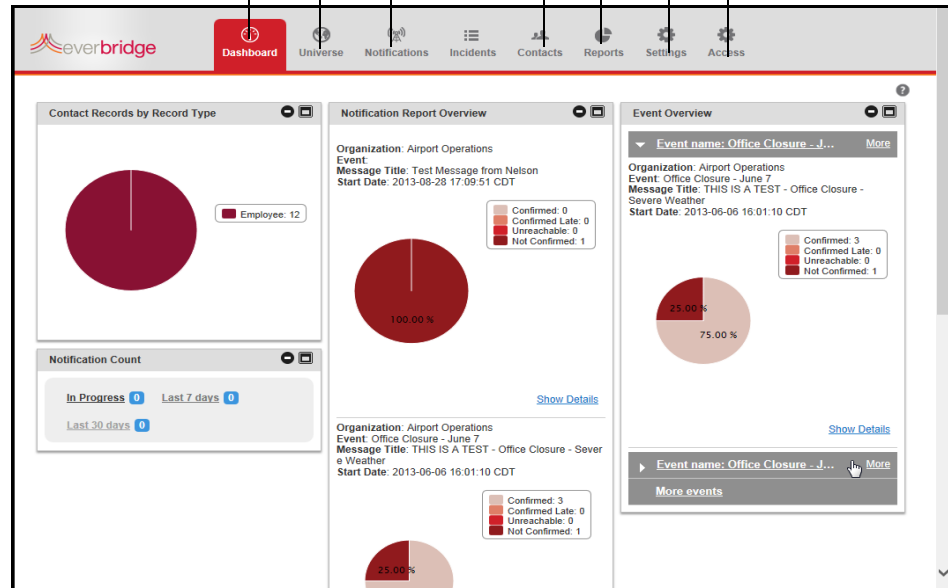 everbridge
Dashboard
Universe
Notifications
Incidents
Contacts
Reports
Settings
Access
?
Contact Records by Record Type
Employee: 12
Notification Count
In Progress 0 Last 7 days 0
Last 30 days 0
Notification Report Overview
Organization: Airport Operations
Event:
Message Title: Test Message from Nelson
Start Date: 2013-08-28 17:09:51 CDT
Confirmed: 0
Confirmed Late: 0
Unreachable: 0
Not Confirmed: 1
100.00 %
Show Details
Organization: Airport Operations
Event: Office Closure - June 7
Message Title: THIS IS A TEST - Office Closure - Sever
e Weather
Start Date: 2013-06-06 16:01:10 CDT
Confirmed: 3
Confirmed Late: 0
Unreachable: 0
Not Confirmed: 1
25.00 %
Event Overview
Event name: Office Closure - J... More
Organization: Airport Operations
Event: Office Closure - June 7
Message Title: THIS IS A TEST - Office Closure -
Severe Weather
Start Date: 2013-06-06 16:01:10 CDT
Confirmed: 3
Confirmed Late: 0
Unreachable: 0
Not Confirmed: 1
25.00 %
75.00 %
Show Details
Event name: Office Closure - J... More
More events